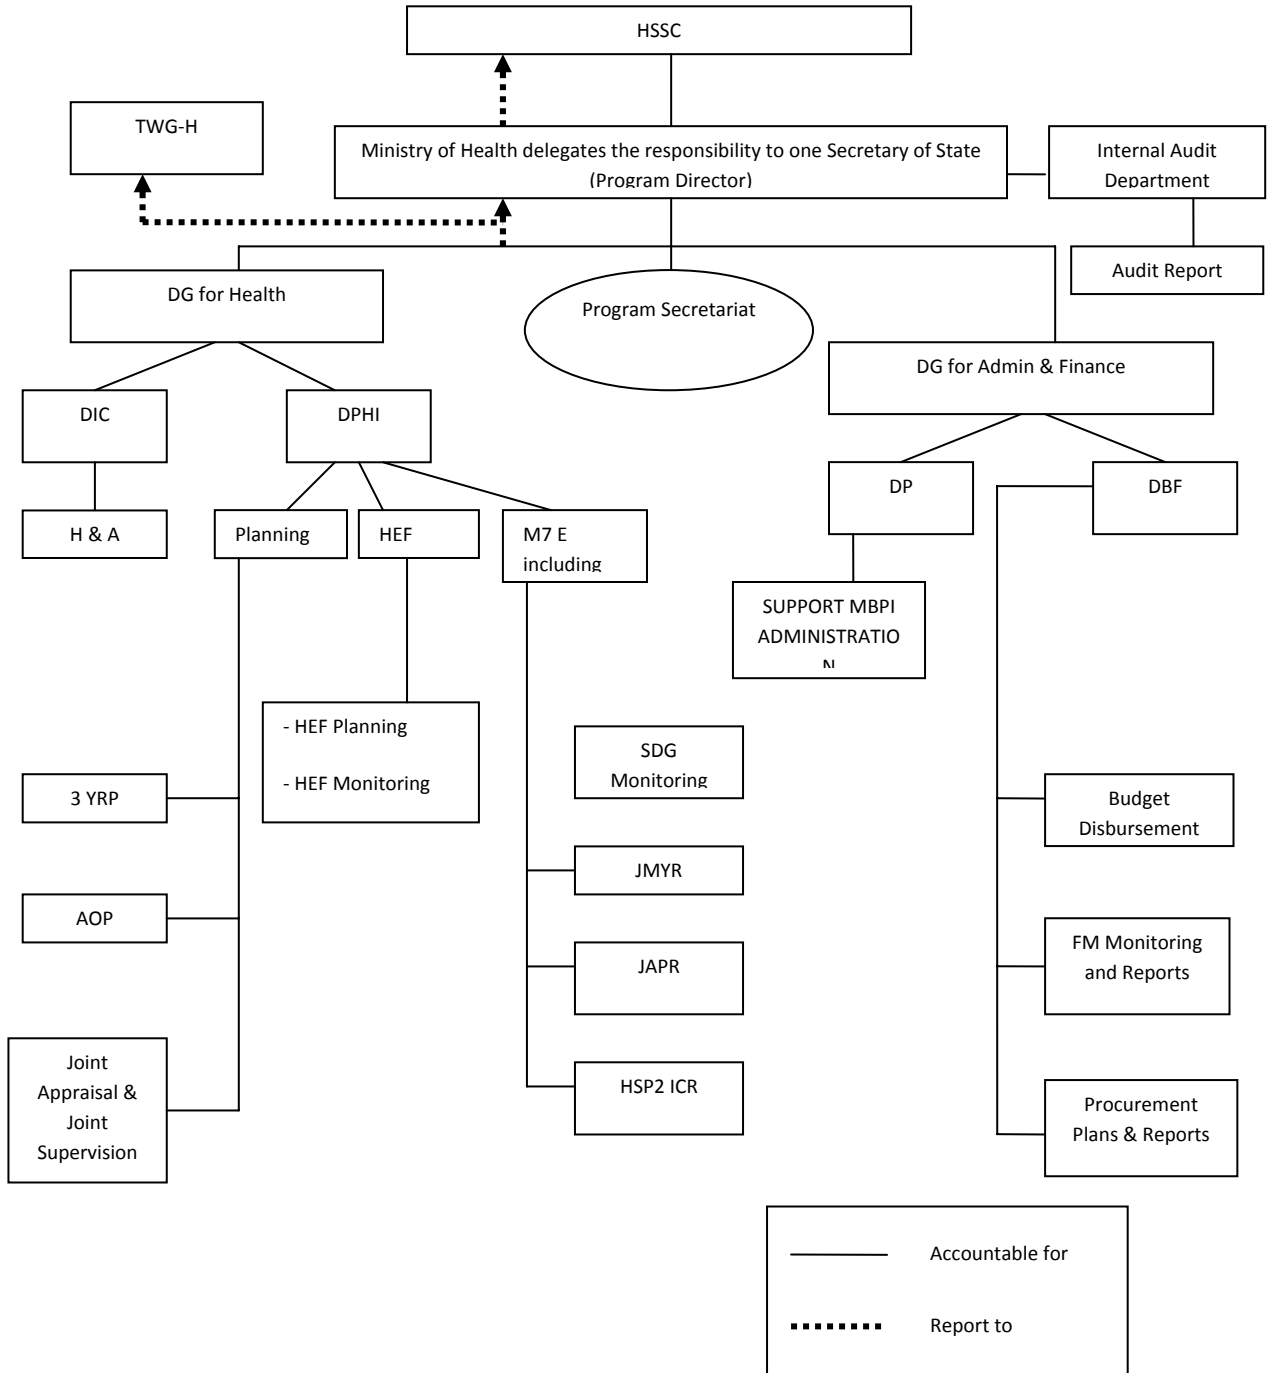 HSSC
TWG-H
Ministry of Health delegates the responsibility to one Secretary of State
(Program Director)
Internal Audit
Department
Audit Report
DG for Health
Program Secretariat
DG for Admin & Finance
DIC
DPHI
DP
DBF
H & A
Planning
HEF
M7 E
including
SUPPORT MBPI
ADMINISTRATIO
N
- HEF Planning
- HEF Monitoring
SDG
Monitoring
3 YRP
Budget
Disbursement
JMYR
AOP
FM Monitoring
and Reports
JAPR
Joint
Appraisal &
Joint
Supervision
HSP2 ICR
Procurement
Plans & Reports
Accountable for
Report to